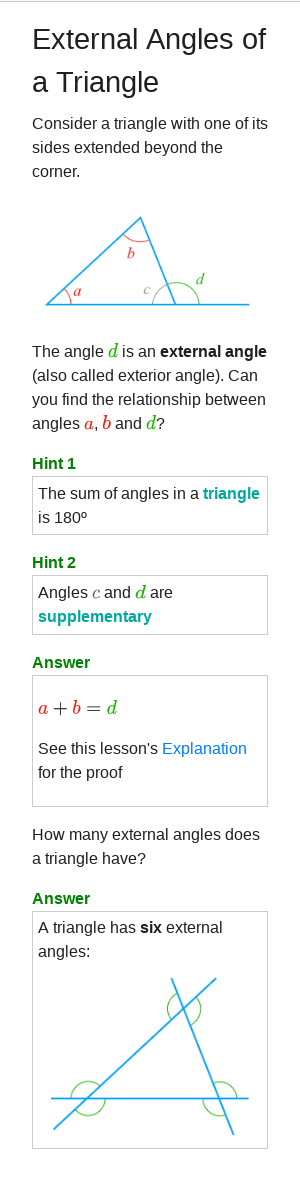 External Angles of
a Triangle
Consider a triangle with one of its
sides extended beyond the
corner.
b
a
c
d
The angle d is an external angle
(also called exterior angle). Can
you find the relationship between
angles a, b and d?
Hint 1
The sum of angles in a triangle
is 180º
Hint 2
Angles c and d are
supplementary
Answer
a + b = d
See this lesson's Explanation
for the proof
How many external angles does
a triangle have?
Answer
A triangle has six external
angles: